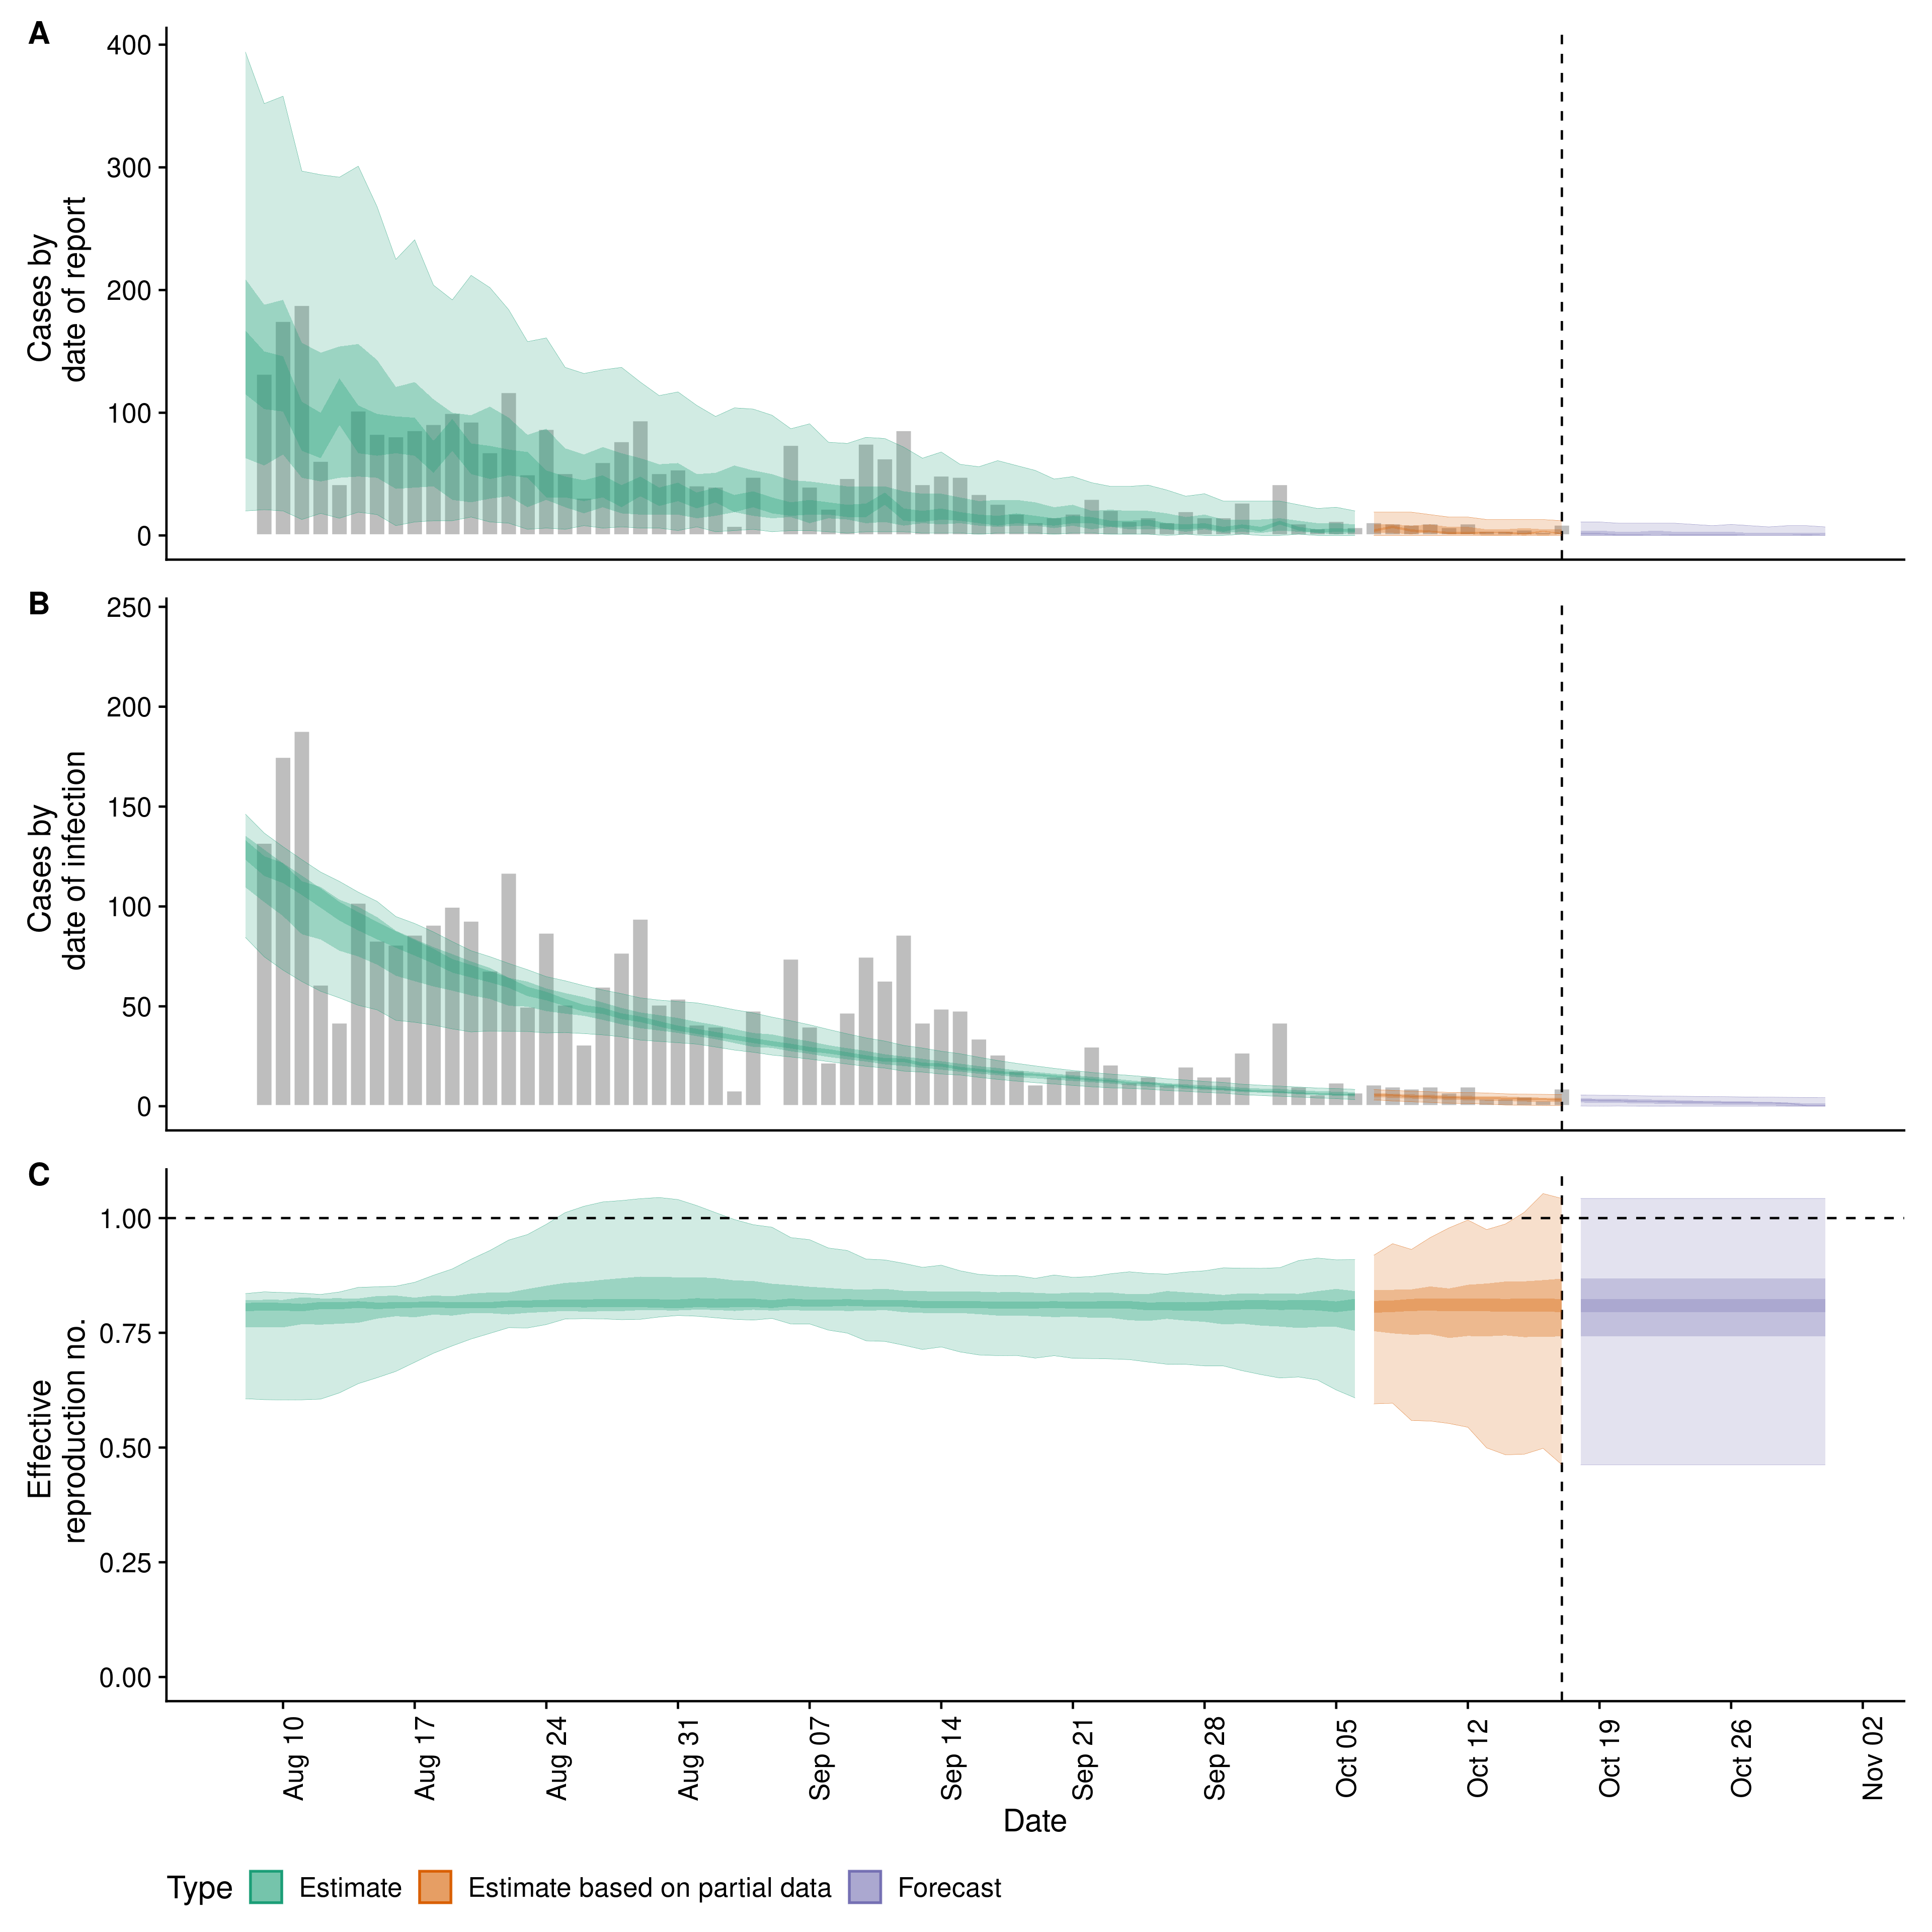 A
400
300
200
100
0
Cases by
date of report
B
250
200
150
100
50
0
Cases by
date of infection
C
1.00
0.75
0.50
0.25
0.00
Effective
reproduction no.
Aug 10
Aug 17
Aug 24
Aug 31
Sep 07
Sep 14
Sep 21
Sep 28
Oct 05
Oct 12
Oct 19
Oct 26
Nov 02
Date
Type Estimate Estimate based on partial data Forecast